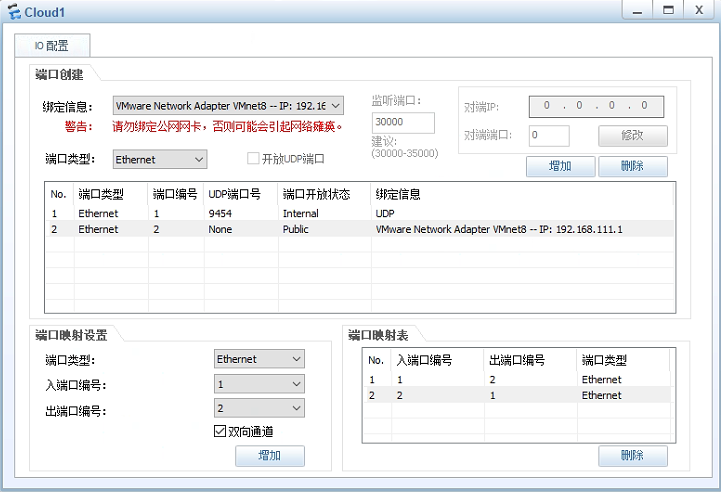 Cloud1
IO 配置
端口创建
绑定信息： VMware Network Adapter VMnet8 -- IP: 192.16
警告： 请勿绑定公网网卡，否则可能会引起网络瘫痪。
端口类型： Ethernet 开放UDP端口
监听端口：
30000
建议：
(30000-35000)
对端IP: 0 . 0 . 0 . 0
对端端口： 0 修改
增加 删除
No. 端口类型 端口编号 UDP端口号 端口开放状态 绑定信息
1 Ethernet 1 9454 Internal UDP
2 Ethernet 2 None Public VMware Network Adapter VMnet8 -- IP: 192.168.111.1
端口映射设置
端口类型： Ethernet
入端口编号： 1
出端口编号： 2
双向通道
增加
端口映射表
No. 入端口编号 出端口编号 端口类型
1 1 2 Ethernet
2 2 1 Ethernet
删除